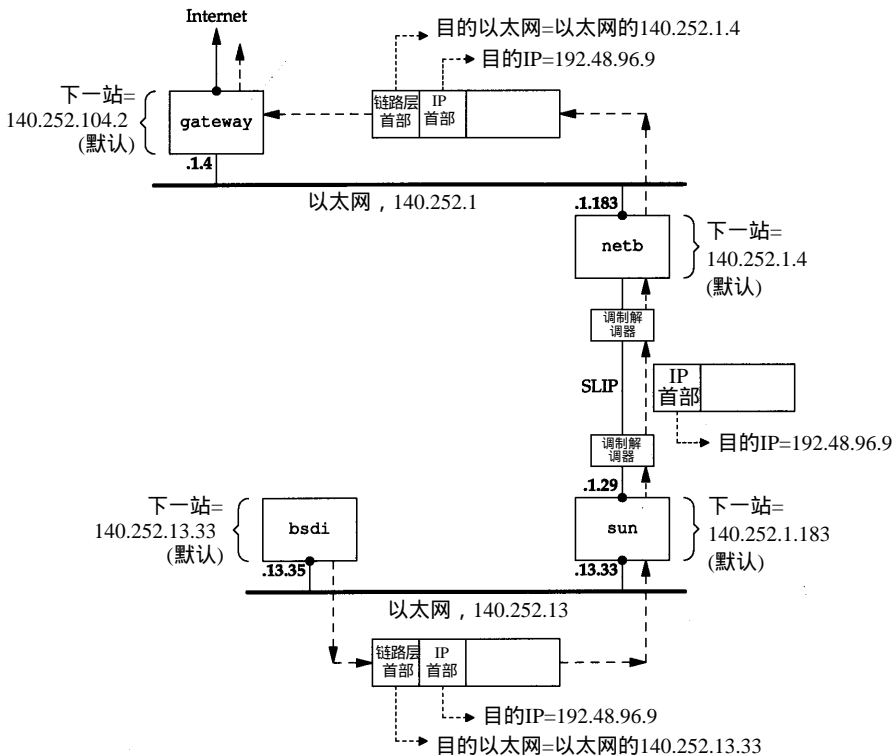 Internet
目的以太网=以太网的140.252.1.4
目的IP=192.48.96.9
下一站=
140.252.104.2
(默认)
gateway
链路层
首部
IP
首部
.1.4
以太网，140.252.1
.1.183
netb
下一站=
140.252.1.4
(默认)
调制解
调器
SLIP
IP
首部
目的IP=192.48.96.9
调制解
调器
.1.29
下一站=
140.252.13.33
(默认)
bsdi
sun
下一站=
140.252.1.183
(默认)
.13.35
.13.33
以太网，140.252.13
链路层
首部
IP
首部
目的IP=192.48.96.9
目的以太网=以太网的140.252.13.33